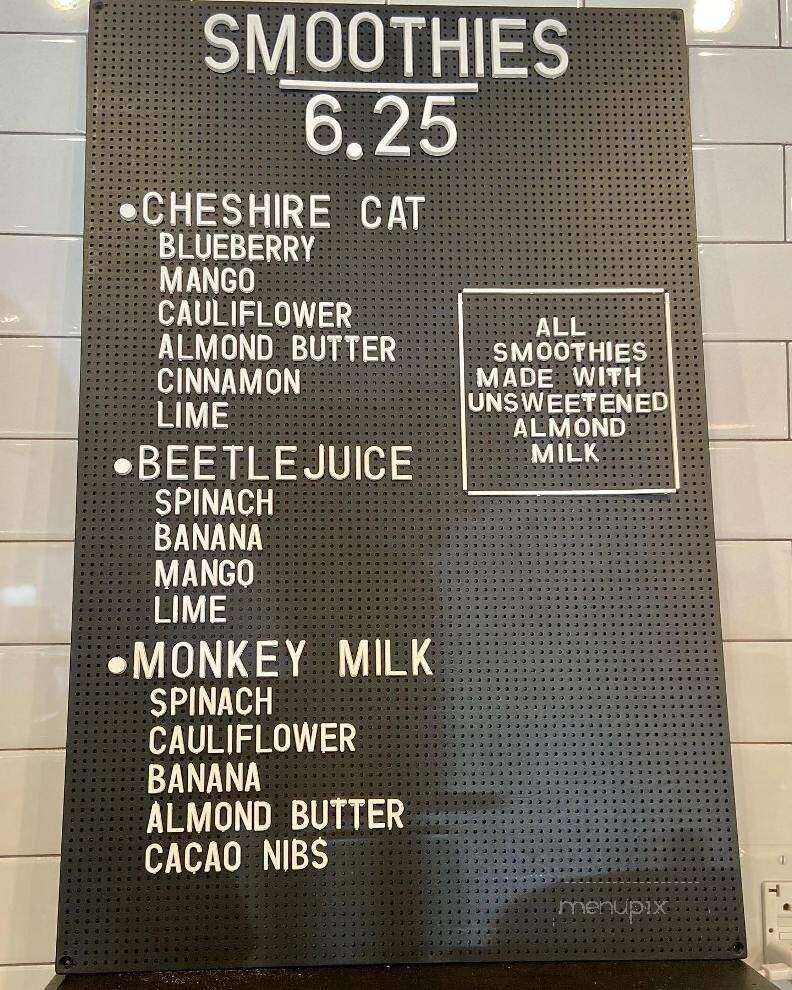 SMOOTHIES
6.25
•CHESHIRE CAT
BLUEBERRY
MANGO
CAULIFLOWER
ALMOND BUTTER
CINNAMON
LIME
•BEETLEJUICE
SPINACH
BANANA
MANGO
LIME
•MONKEY MILK
SPINACH
CAULIFLOWER
BANANA
ALMOND BUTTER
CACAO NIBS
ALL
SMOOTHIES
MADE WITH
UNSWEETENED
ALMOND
MILK
menupix